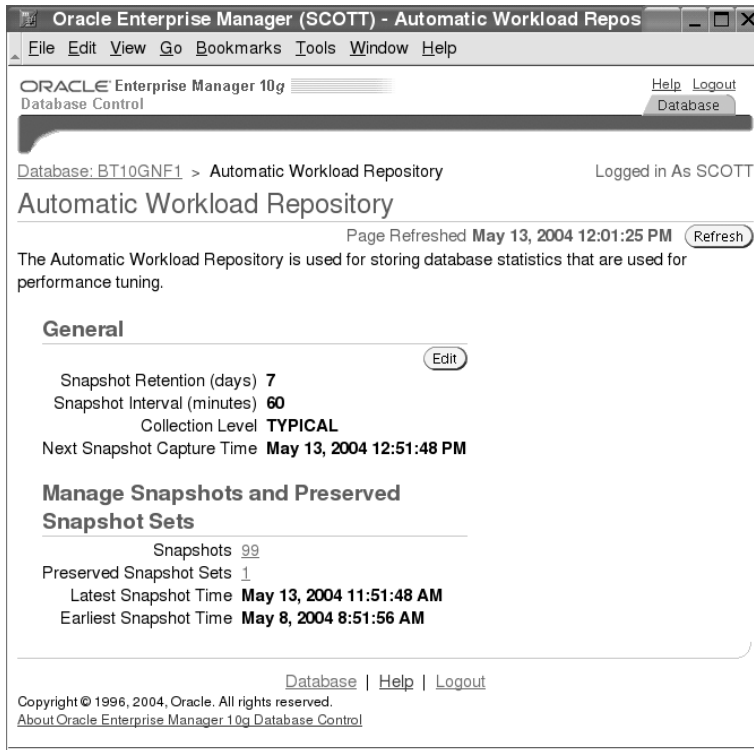 Oracle Enterprise Manager (SCOTT) - Automatic Workload Repos
File Edit View Go Bookmarks Tools Window Help
ORACLE Enterprise Manager 10g
Database Control
Help Logout
Database
Database: BT10GNF1 > Automatic Workload Repository
Logged in As SCOTT
Automatic Workload Repository
Page Refreshed May 13, 2004 12:01:25 PM Refresh
The Automatic Workload Repository is used for storing database statistics that are used for
performance tuning.
General
Edit
Snapshot Retention (days) 7
Snapshot Interval (minutes) 60
Collection Level TYPICAL
Next Snapshot Capture Time May 13, 2004 12:51:48 PM
Manage Snapshots and Preserved
Snapshot Sets
Snapshots 99
Preserved Snapshot Sets 1
Latest Snapshot Time May 13, 2004 11:51:48 AM
Earliest Snapshot Time May 8, 2004 8:51:56 AM
Database | Help | Logout
Copyright © 1996, 2004, Oracle. All rights reserved.
About Oracle Enterprise Manager 10g Database Control